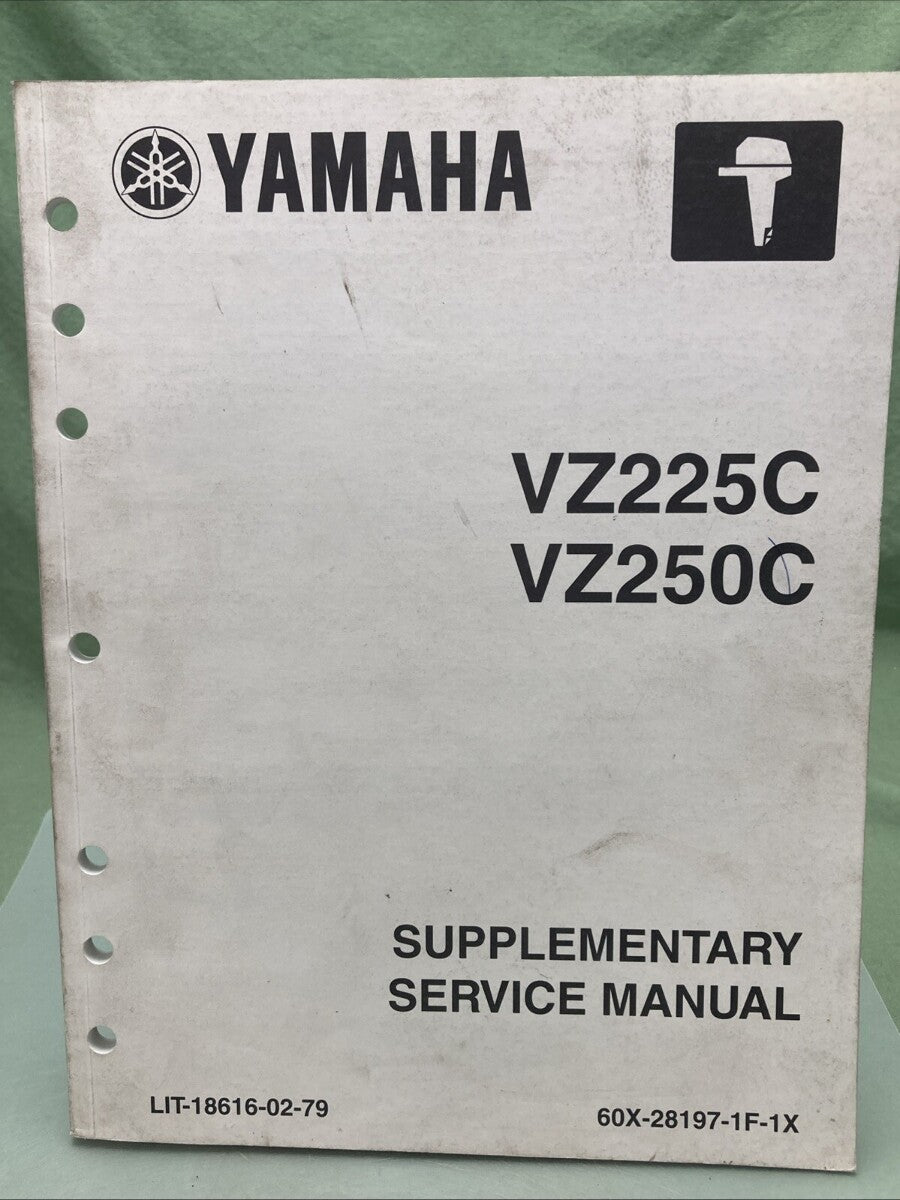 YAMAHA
VZ225C
VZ250C
SUPPLEMENTARY
SERVICE MANUAL
LIT-18616-02-79
60X-28197-1F-1X